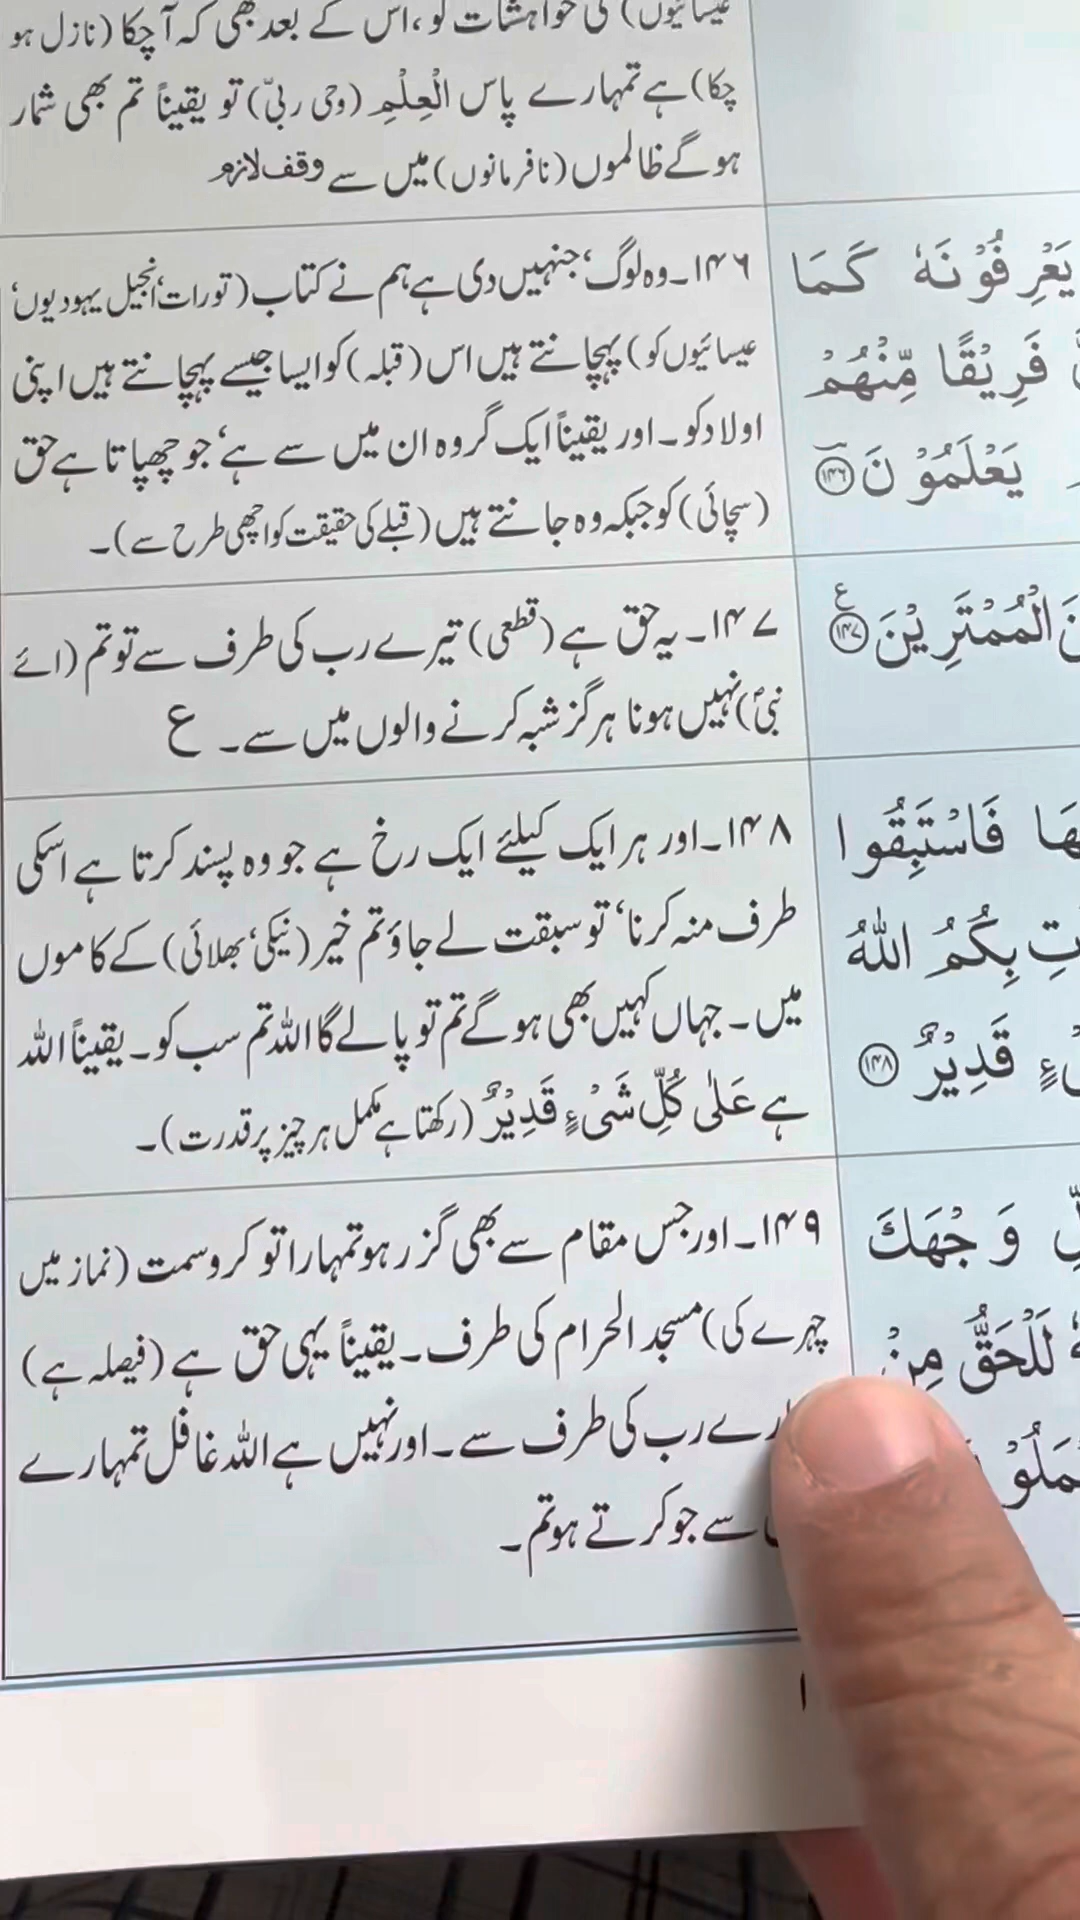 عیسائیوں) کی خواہشات کو، اس کے بعد بھی کہ آ چکا (نازل ہو
چکا) ہے تمہارے پاس الْعِلْمِ (وحی ربیّ) تو یقیناً تم بھی شمار
ہو گے ظالموں (نافرمانوں) میں سے وقف لازم
يَعْرِفُوْنَهٗ كَمَا
فَرِيْقًا مِّنْهُمْ
يَعْلَمُوْنَ ۱۴۶
۱۴۶۔ وہ لوگ' جنہیں دی ہے ہم نے کتاب (تورات' انجیل یہودیوں'
عیسائیوں کو) پہچانتے ہیں اس (قبلہ) کو ایسا جیسے پہچانتے ہیں اپنی
اولاد کو۔ اور یقیناً ایک گروہ ان میں سے ہے' جو چھپاتا ہے حق
(سچائی) کو جبکہ وہ جانتے ہیں (قبلے کی حقیقت کو اچھی طرح سے)۔
الْمُمْتَرِيْنَ ۱۴۷ ع
۱۴۷۔ یہ حق ہے (قطعی) تیرے رب کی طرف سے تو تم (ائے
نبیؐ) نہیں ہونا ہرگز شبہ کرنے والوں میں سے۔ ع
فَاسْتَبِقُوا
بِكُمُ اللّٰهُ
قَدِيْرٌ ۱۴۸
۱۴۸۔ اور ہر ایک کیلئے ایک رخ ہے جو وہ پسند کرتا ہے اسکی
طرف منہ کرنا' تو سبقت لے جاؤ تم خیر (نیکی' بھلائی) کے کاموں
میں۔ جہاں کہیں بھی ہو گے تم تو پا لے گا اللہ تم سب کو۔ یقیناً اللہ
ہے عَلٰى كُلِّ شَىْءٍ قَدِيْرٌ (رکھتا ہے مکمل ہر چیز پر قدرت)۔
وَجْهَكَ
لَلْحَقُّ مِنْ
۱۴۹۔ اور جس مقام سے بھی گزر ہو تمہارا تو کرو سمت (نماز میں
چہرے کی) مسجد الحرام کی طرف۔ یقیناً یہی حق ہے (فیصلہ ہے)
رب کی طرف سے۔ اور نہیں ہے اللہ غافل تمہارے
سے جو کرتے ہو تم۔